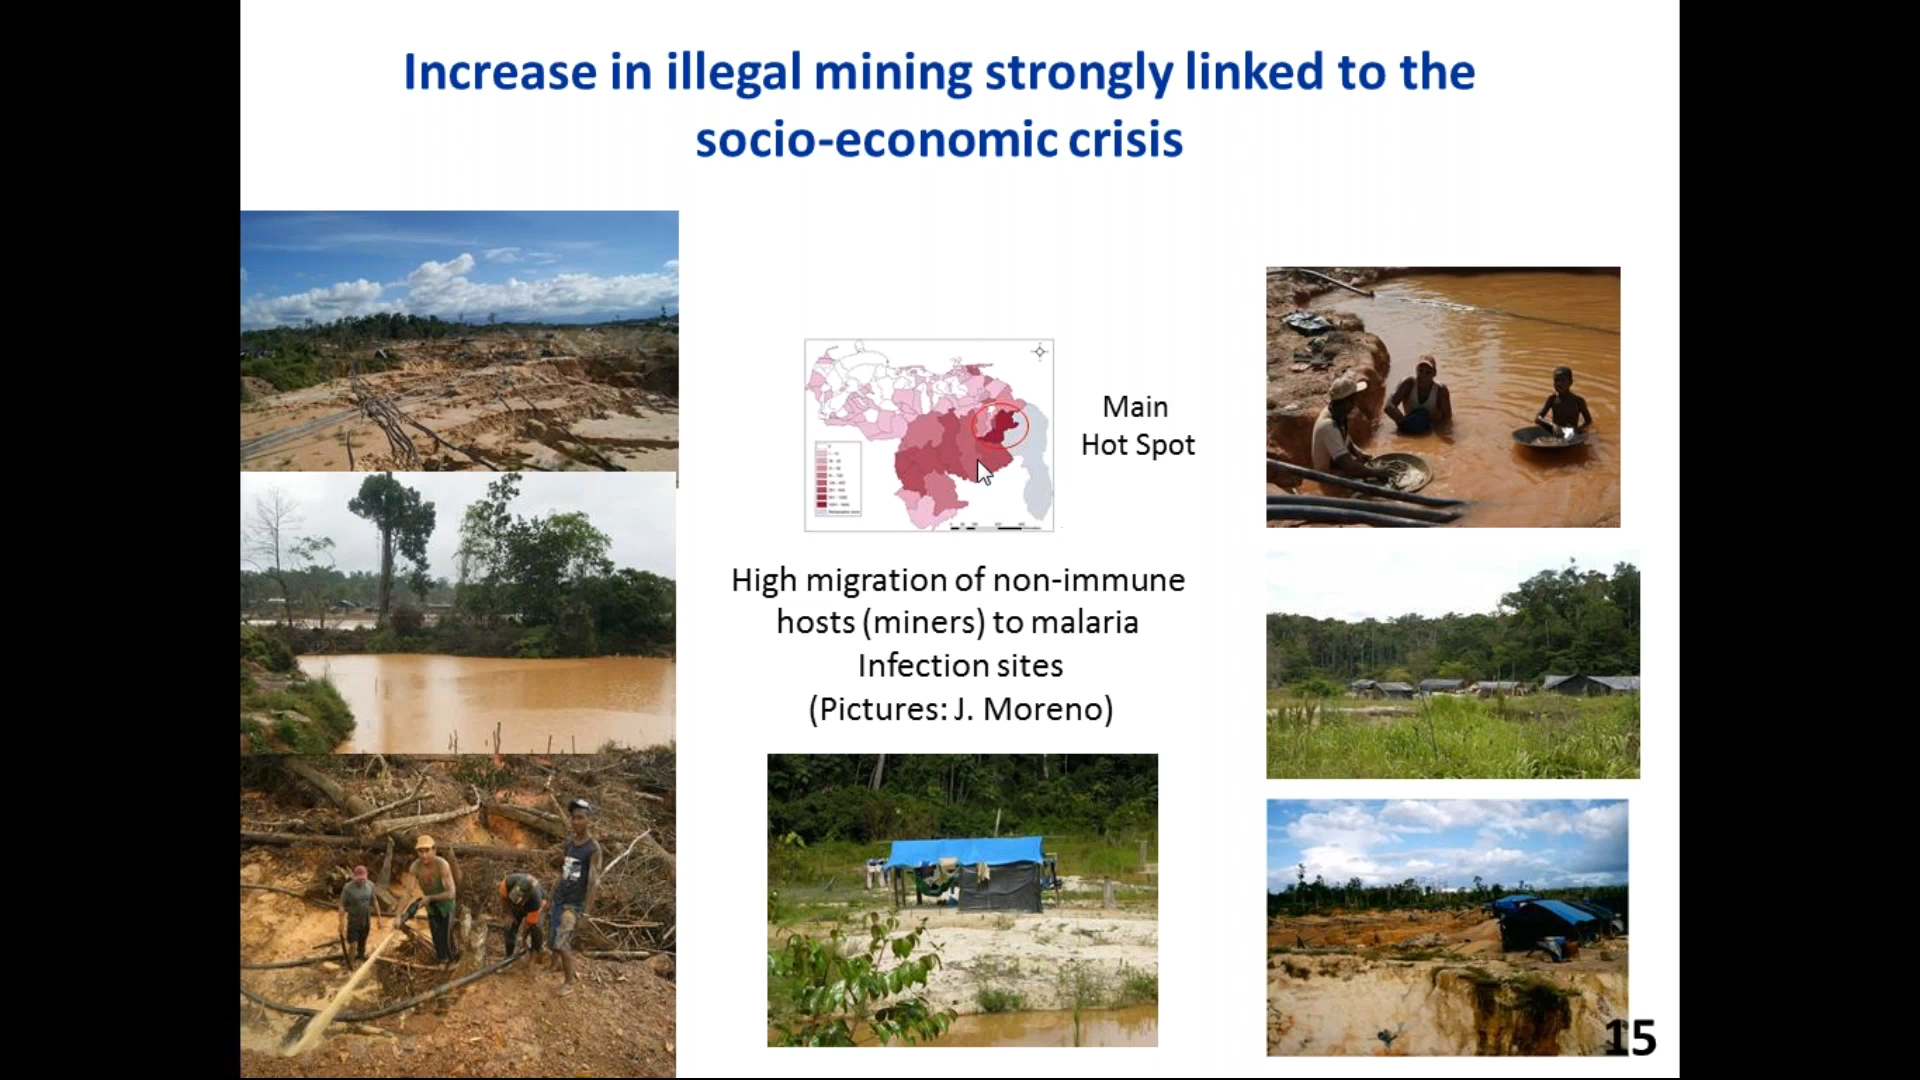 Increase in illegal mining strongly linked to the
socio-economic crisis
Main
Hot Spot
High migration of non-immune
hosts (miners) to malaria
Infection sites
(Pictures: J. Moreno)
15